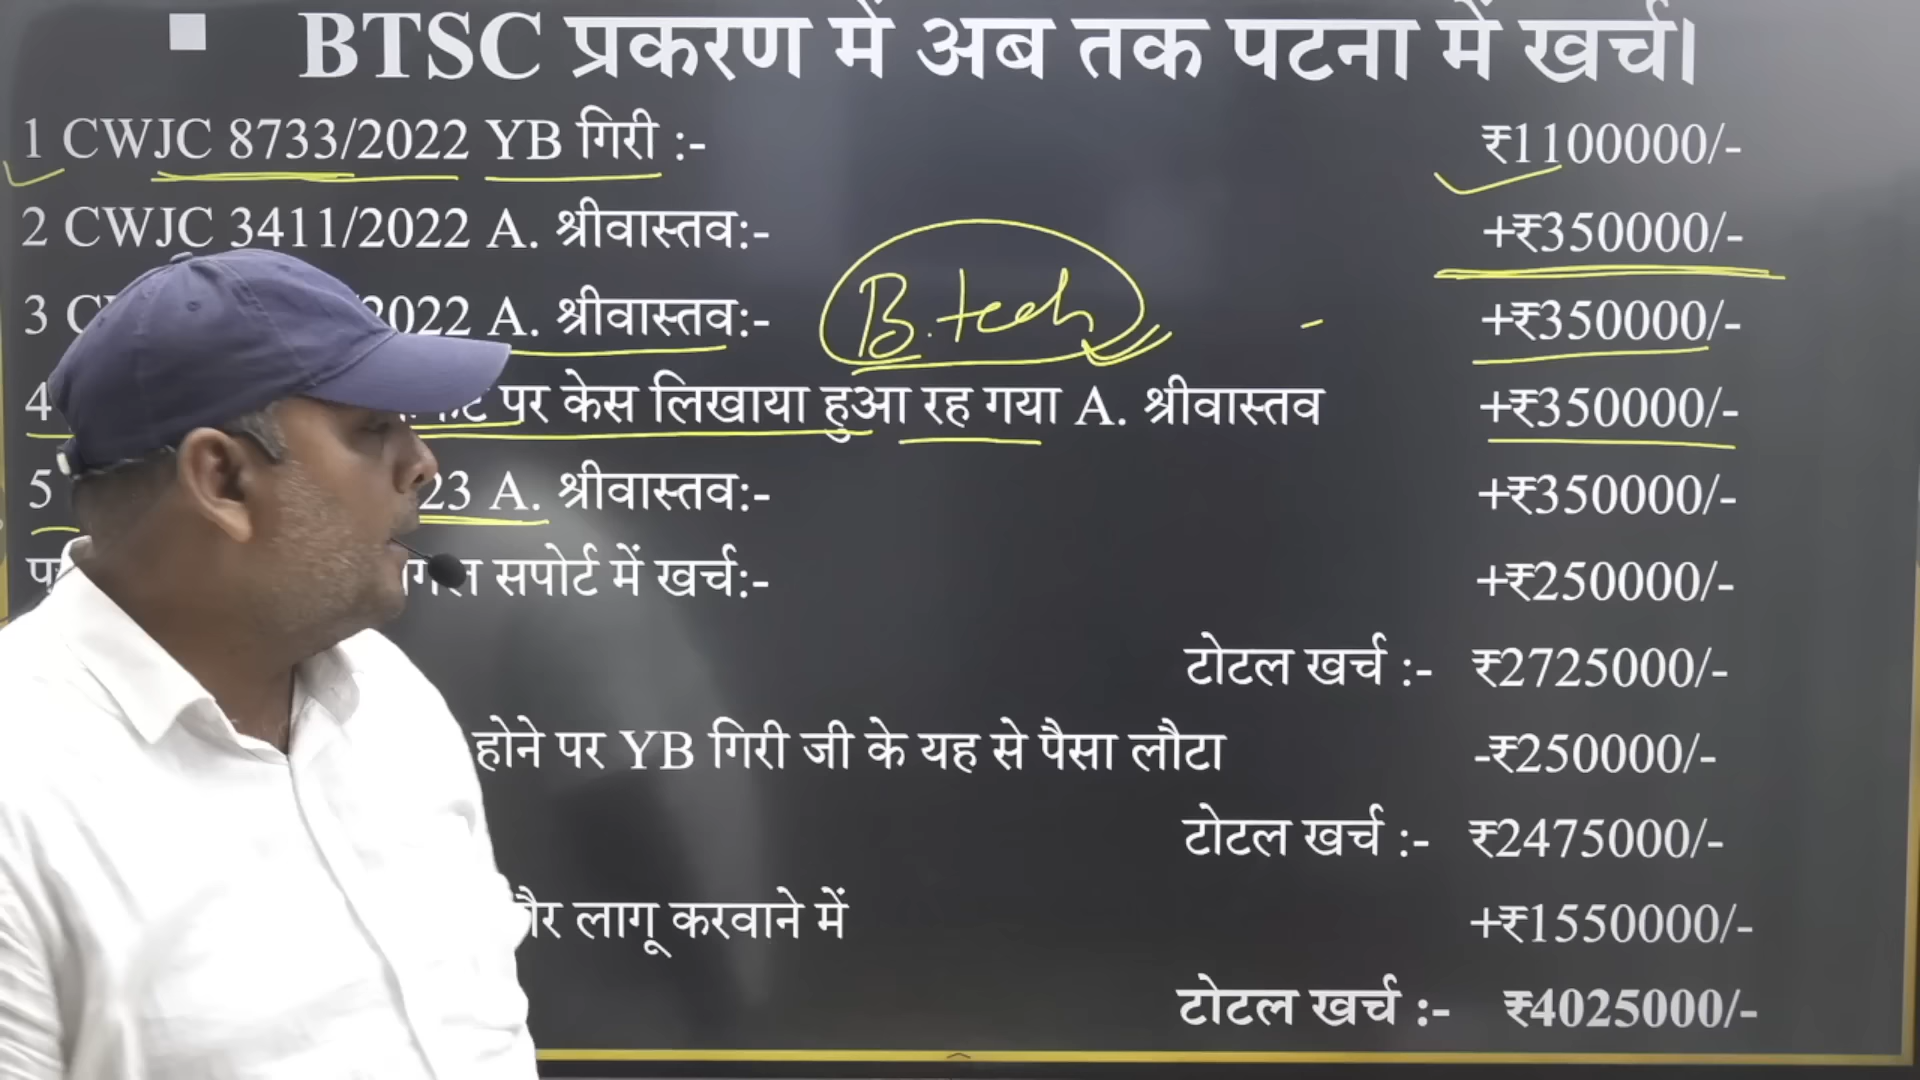 ▪ BTSC प्रकरण में अब तक पटना में खर्च।
1 CWJC 8733/2022 YB गिरी :- ₹1100000/-
2 CWJC 3411/2022 A. श्रीवास्तव:- +₹350000/-
3 2022 A. श्रीवास्तव:- +₹350000/-
B.tech
4 पर केस लिखाया हुआ रह गया A. श्रीवास्तव +₹350000/-
5 23 A. श्रीवास्तव:- +₹350000/-
सपोर्ट में खर्च:- +₹250000/-
टोटल खर्च :- ₹2725000/-
होने पर YB गिरी जी के यह से पैसा लौटा -₹250000/-
टोटल खर्च :- ₹2475000/-
लागू करवाने में +₹1550000/-
टोटल खर्च :- ₹4025000/-